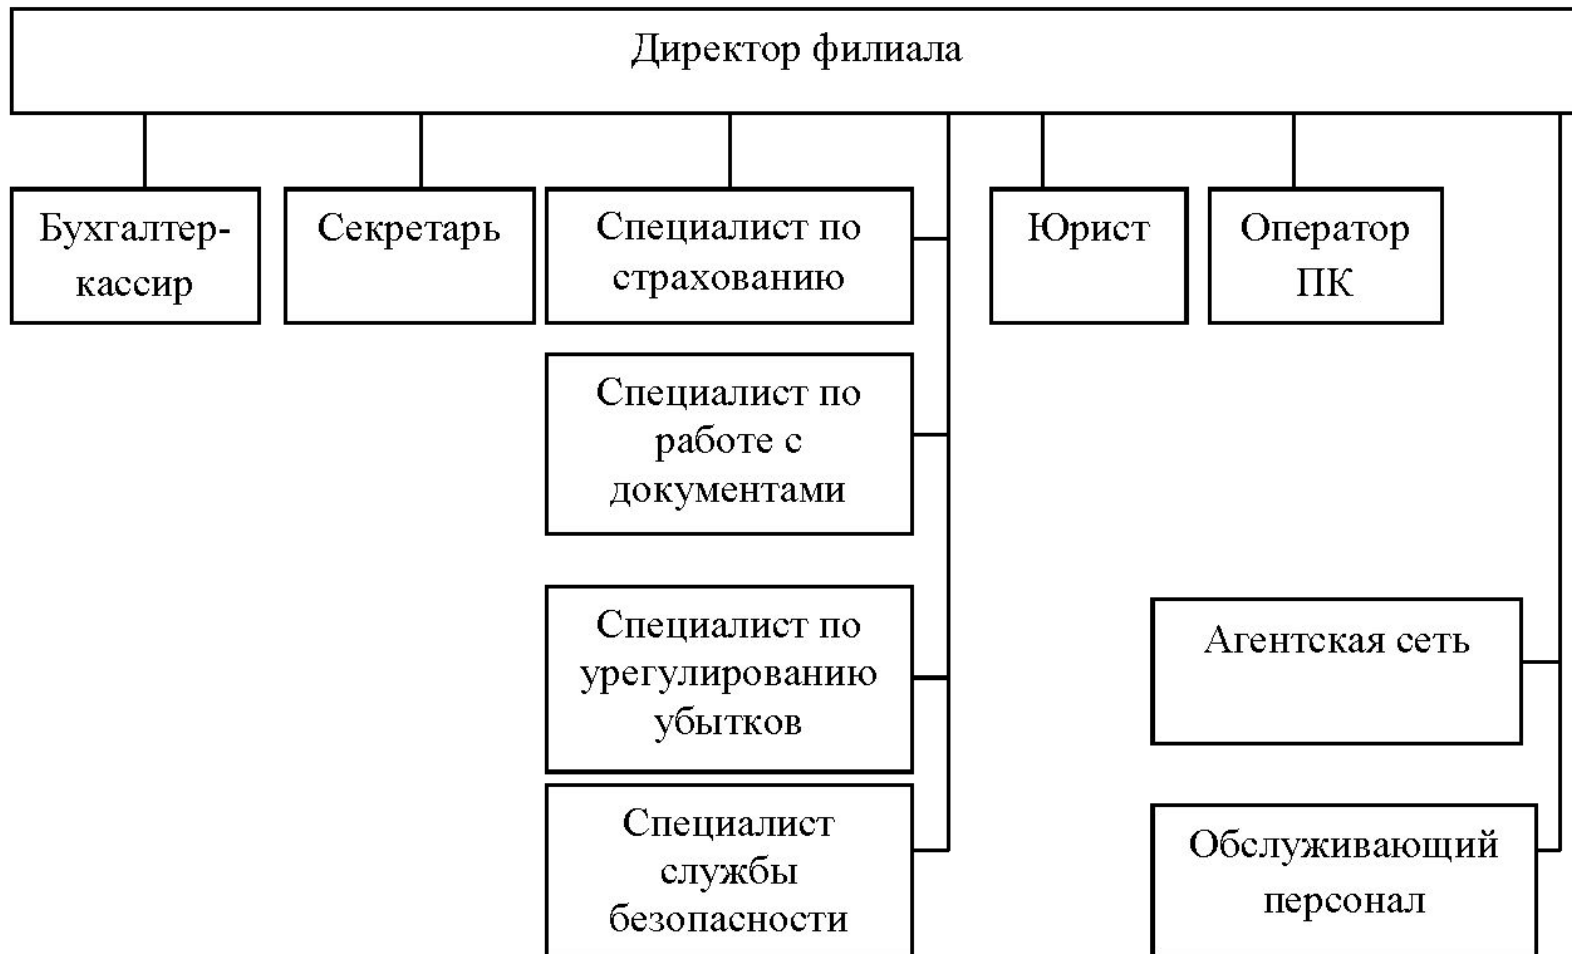 Директор филиала
Бухгалтер-
кассир
Секретарь
Специалист по
страхованию
Юрист
Оператор
ПК
Специалист по
работе с
документами
Специалист по
урегулированию
убытков
Агентская сеть
Специалист
службы
безопасности
Обслуживающий
персонал